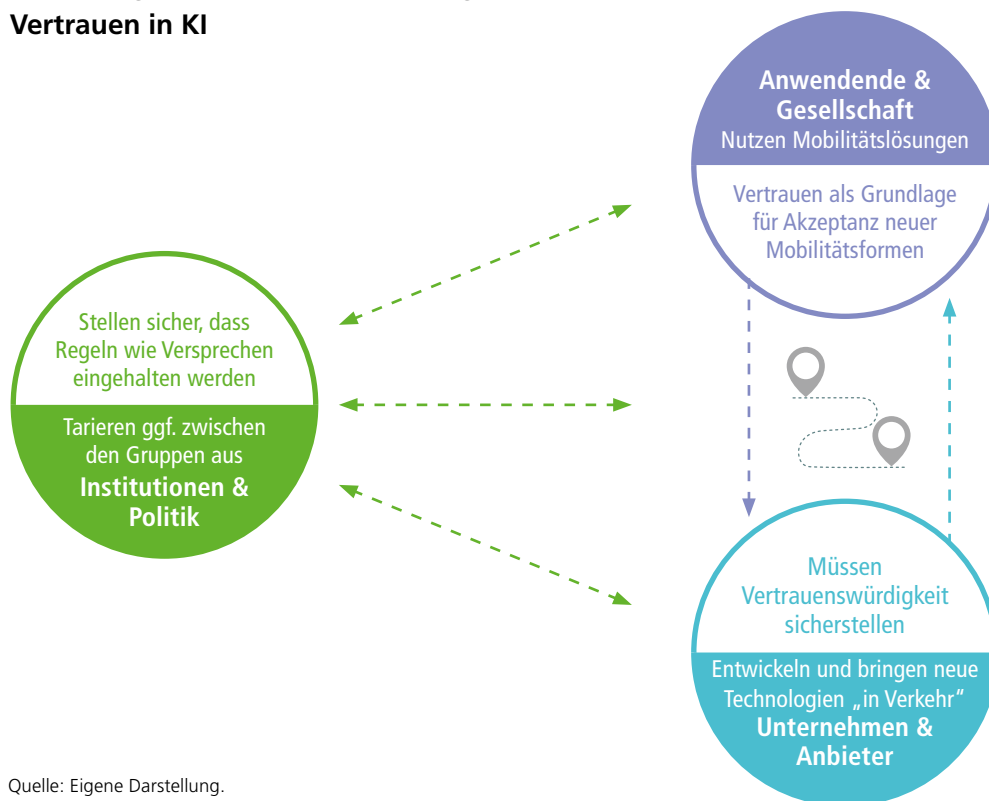 Vertrauen in KI
Anwendende &
Gesellschaft
Nutzen Mobilitätslösungen
Vertrauen als Grundlage
für Akzeptanz neuer
Mobilitätsformen
Stellen sicher, dass
Regeln wie Versprechen
eingehalten werden
Tarieren ggf. zwischen
den Gruppen aus
Institutionen &
Politik
Müssen
Vertrauenswürdigkeit
sicherstellen
Entwickeln und bringen neue
Technologien „in Verkehr“
Unternehmen &
Anbieter
Quelle: Eigene Darstellung.